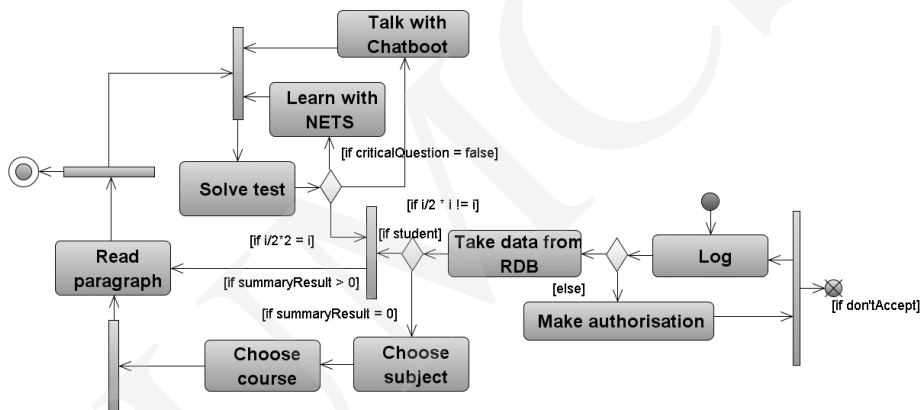 Talk with
Chatboot
Learn with
NETS
[if criticalQuestion = false]
Solve test
[if i/2 * i != i]
[if i/2*2 = i]
[if student]
Take data from
RDB
Log
Read
paragraph
[if summaryResult > 0]
[else]
[if don'tAccept]
[if summaryResult = 0]
Make authorisation
Choose
course
Choose
subject